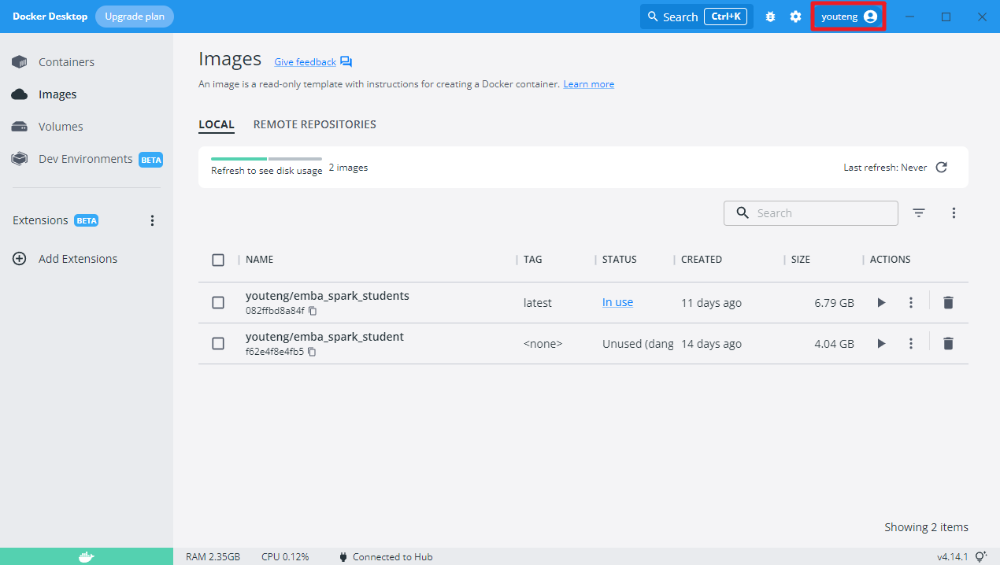 Docker Desktop Upgrade plan Search Ctrl+K youteng
Containers
Images
Volumes
Dev Environments BETA
Extensions BETA
Add Extensions
Images Give feedback
An image is a read-only template with instructions for creating a Docker container. Learn more
LOCAL REMOTE REPOSITORIES
Refresh to see disk usage 2 images Last refresh: Never
Search
NAME TAG STATUS CREATED SIZE ACTIONS
youteng/emba_spark_students latest In use 11 days ago 6.79 GB
082ffbd8a84f
youteng/emba_spark_student <none> Unused (dang 14 days ago 4.04 GB
f62e4f8e4fb5
Showing 2 items
RAM 2.35GB CPU 0.12% Connected to Hub v4.14.1